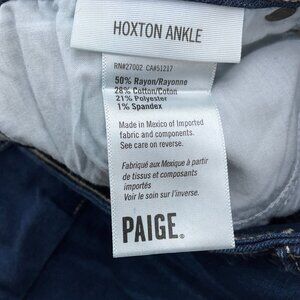 HOXTON ANKLE
RN#27002 CA#51217
50% Rayon/Rayonne
28% Cotton/Coton
21% Polyester
1% Spandex
Made in Mexico of Imported
fabric and components.
See care on reverse.
Fabriqué aux Mexique à partir
de tissus et composants
importés
Voir le soin sur l'inverse.
PAIGE®